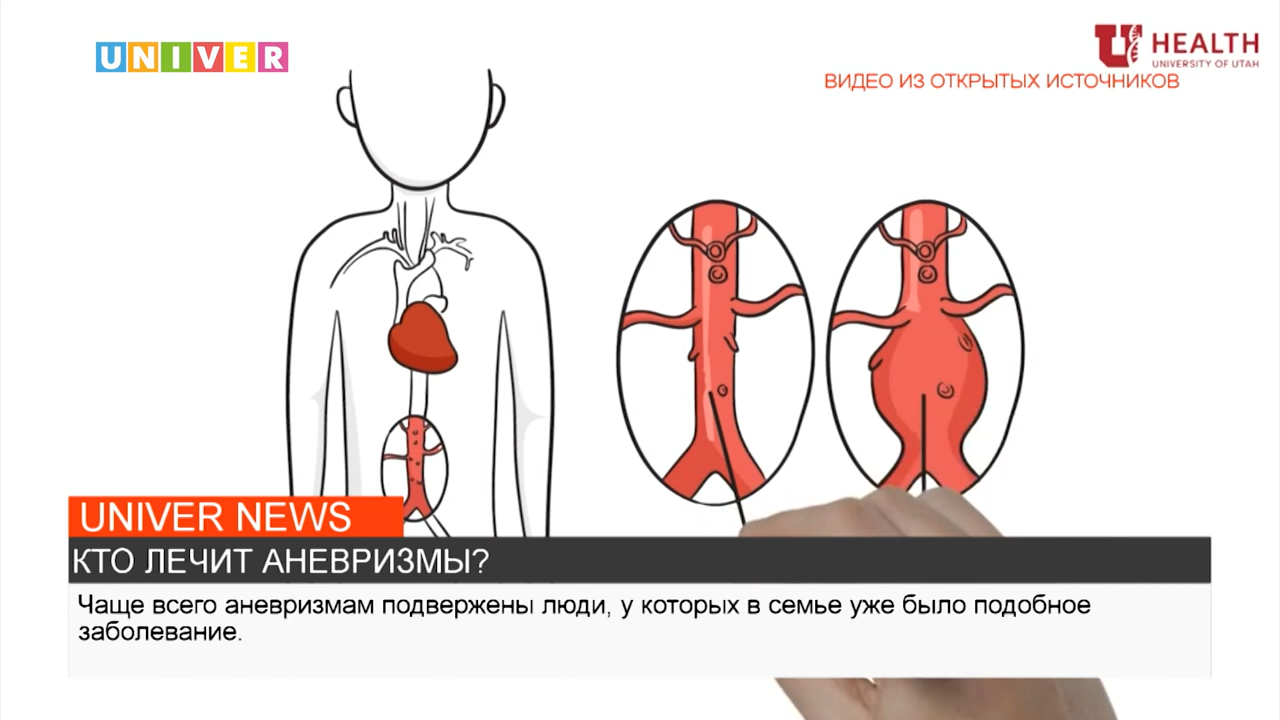 UNIVER
HEALTH
UNIVERSITY OF UTAH
ВИДЕО ИЗ ОТКРЫТЫХ ИСТОЧНИКОВ
UNIVER NEWS
КТО ЛЕЧИТ АНЕВРИЗМЫ?
Чаще всего аневризмам подвержены люди, у которых в семье уже было подобное
заболевание.